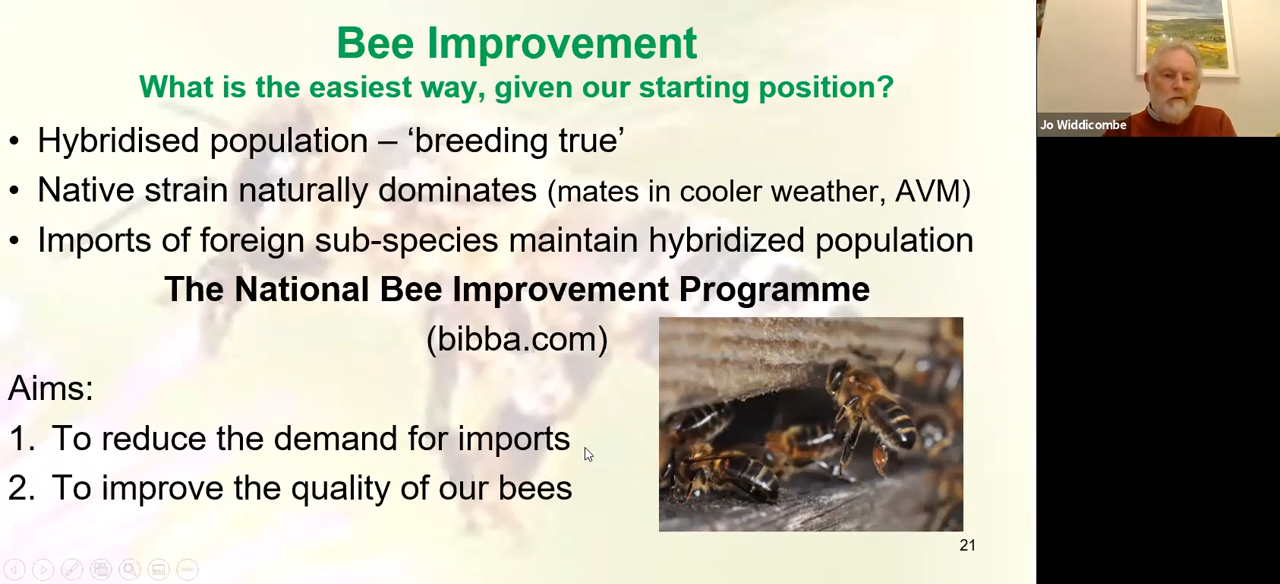 Bee Improvement
What is the easiest way, given our starting position?
• Hybridised population – ‘breeding true’
• Native strain naturally dominates (mates in cooler weather, AVM)
• Imports of foreign sub-species maintain hybridized population
The National Bee Improvement Programme
(bibba.com)
Aims:
1. To reduce the demand for imports
2. To improve the quality of our bees
21
Jo Widdicombe